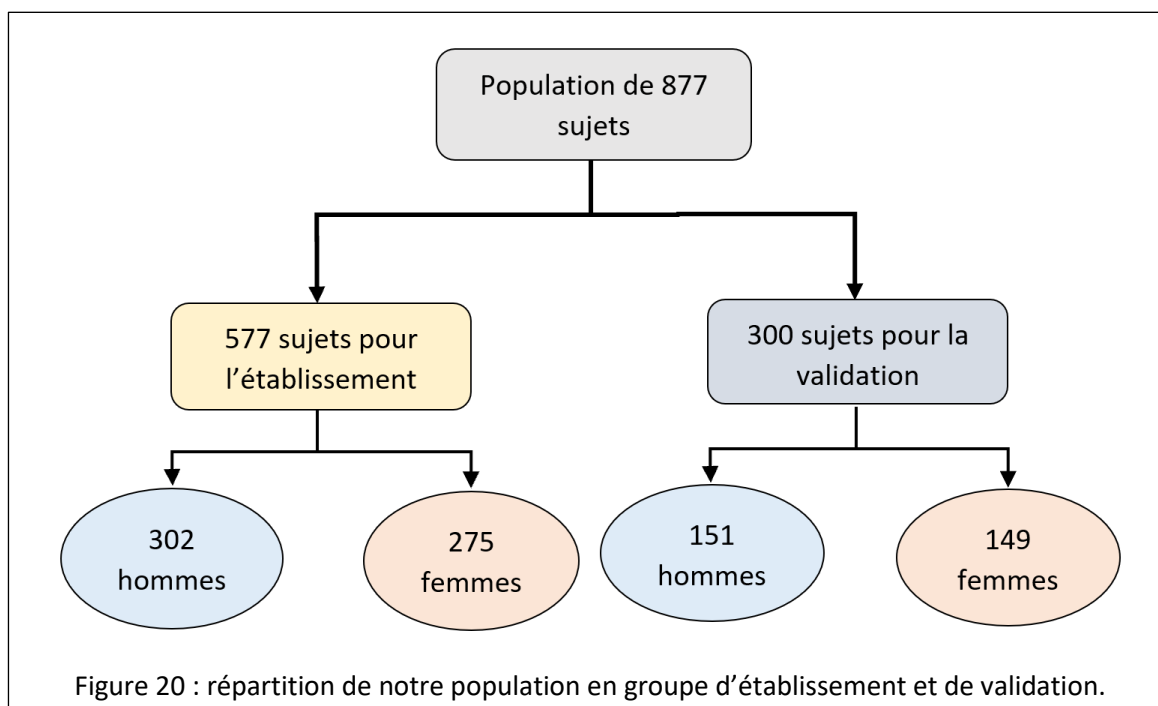 Population de 877
sujets
577 sujets pour
l’établissement
300 sujets pour la
validation
302
hommes
275
femmes
151
hommes
149
femmes
Figure 20 : répartition de notre population en groupe d’établissement et de validation.